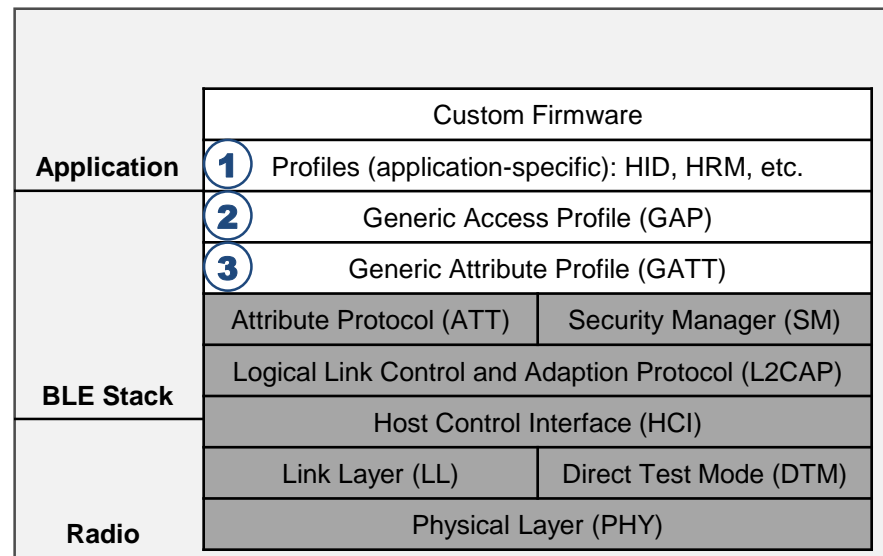 Custom Firmware
Application
1
Profiles (application-specific): HID, HRM, etc.
2
Generic Access Profile (GAP)
3
Generic Attribute Profile (GATT)
Attribute Protocol (ATT)
Security Manager (SM)
Logical Link Control and Adaption Protocol (L2CAP)
BLE Stack
Host Control Interface (HCI)
Link Layer (LL)
Direct Test Mode (DTM)
Radio
Physical Layer (PHY)